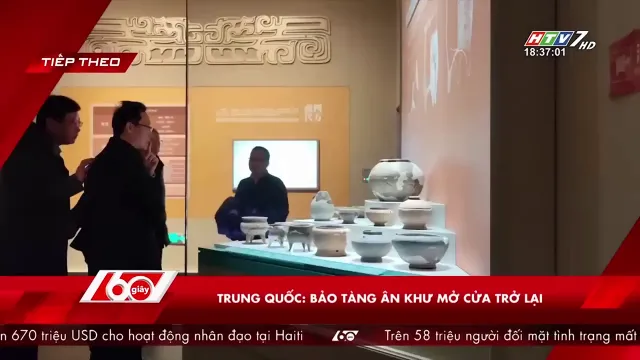 TIẾP THEO
HTV7 HD
18:37:01
60 giây
TRUNG QUỐC: BẢO TÀNG ÂN KHƯ MỞ CỬA TRỞ LẠI
n 670 triệu USD cho hoạt động nhân đạo tại Haiti 60 Trên 58 triệu người đối mặt tình trạng mất